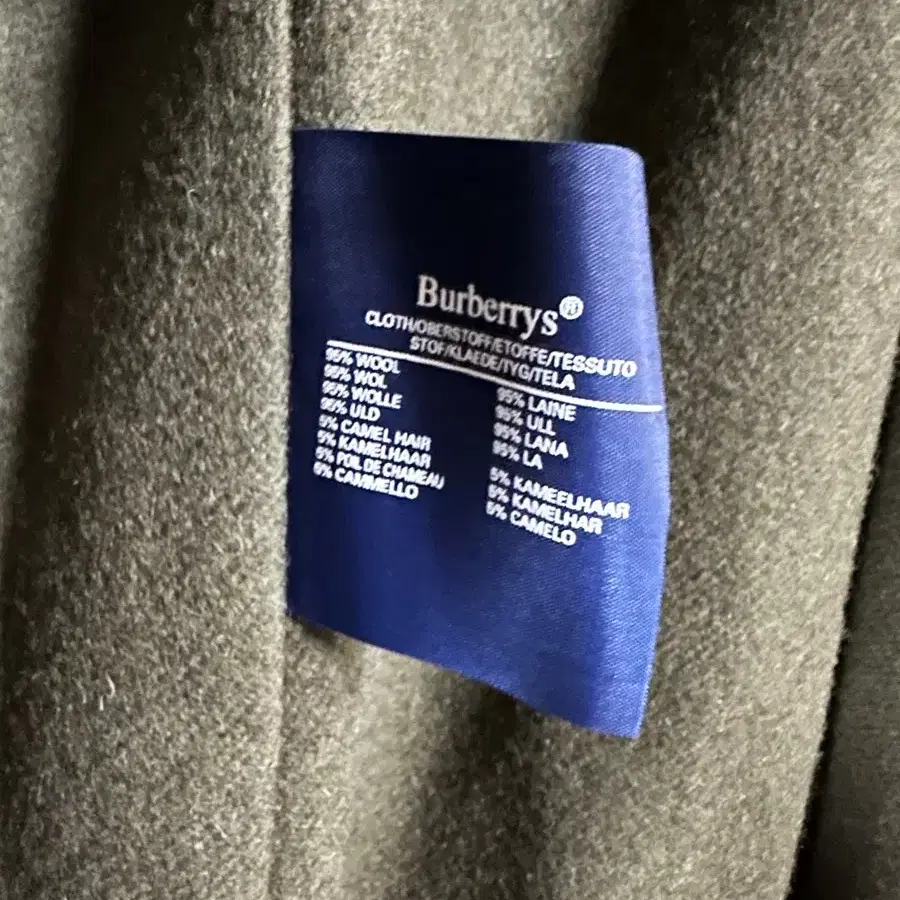 Burberrys®
CLOTH/OBERSTOFF/ETOFFE/TESSUTO
STOF/KLAEDE/TYG/TELA
95% WOOL
95% WOL
95% WOLLE
95% ULD
5% CAMEL HAIR
5% KAMELHAAR
5% POIL DE CHAMEAU
5% CAMMELLO
95% LAINE
95% ULL
95% LANA
95% LA
5% KAMEELHAAR
5% KAMELHAR
5% CAMELO